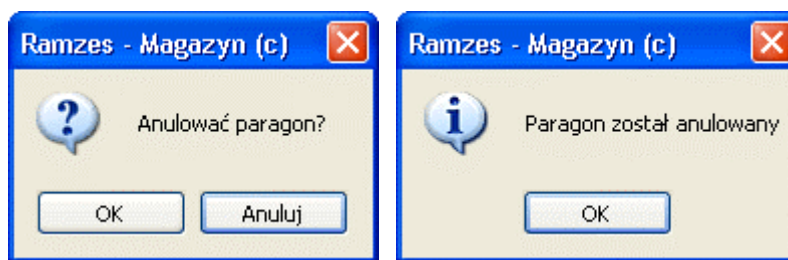 Ramzes - Magazyn (c)
Anulować paragon?
OK
Anuluj
Ramzes - Magazyn (c)
Paragon został anulowany
OK